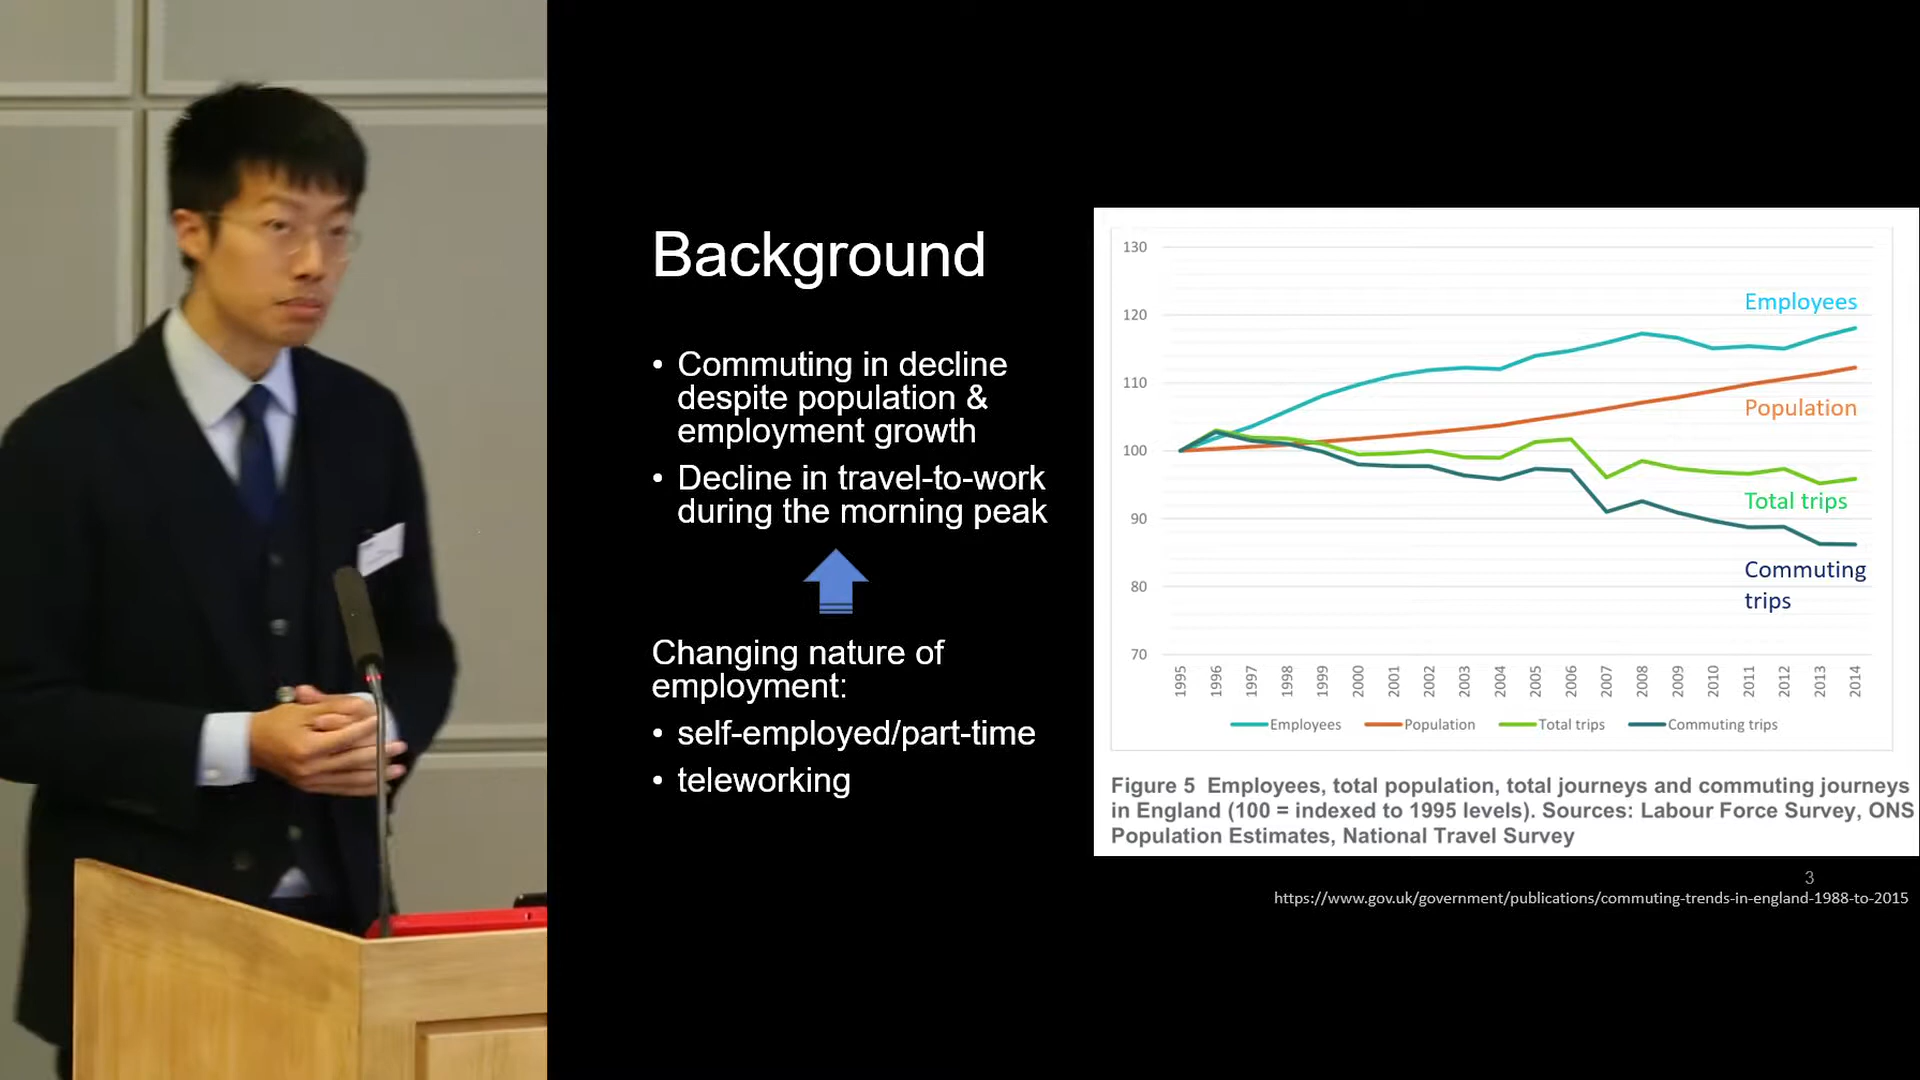 Background
• Commuting in decline
despite population &
employment growth
• Decline in travel-to-work
during the morning peak
Changing nature of
employment:
• self-employed/part-time
• teleworking
130
120
110
100
90
80
70
Employees
Population
Total trips
Commuting
trips
1995 1996 1997 1998 1999 2000 2001 2002 2003 2004 2005 2006 2007 2008 2009 2010 2011 2012 2013 2014
Employees Population Total trips Commuting trips
Figure 5 Employees, total population, total journeys and commuting journeys
in England (100 = indexed to 1995 levels). Sources: Labour Force Survey, ONS
Population Estimates, National Travel Survey
3
https://www.gov.uk/government/publications/commuting-trends-in-england-1988-to-2015